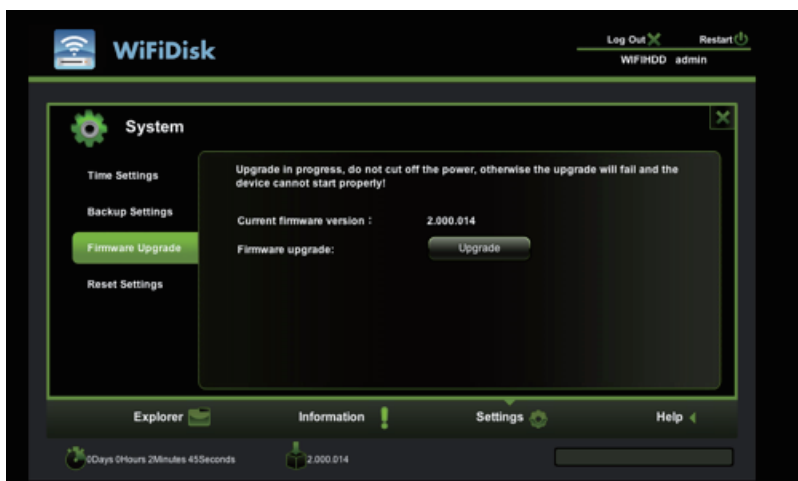 WiFiDisk
Log Out Restart
WIFIHDD admin
System
Time Settings
Backup Settings
Firmware Upgrade
Reset Settings
Upgrade in progress, do not cut off the power, otherwise the upgrade will fail and the
device cannot start properly!
Current firmware version : 2.000.014
Firmware upgrade: Upgrade
Explorer Information Settings Help
0Days 0Hours 2Minutes 45Seconds 2.000.014